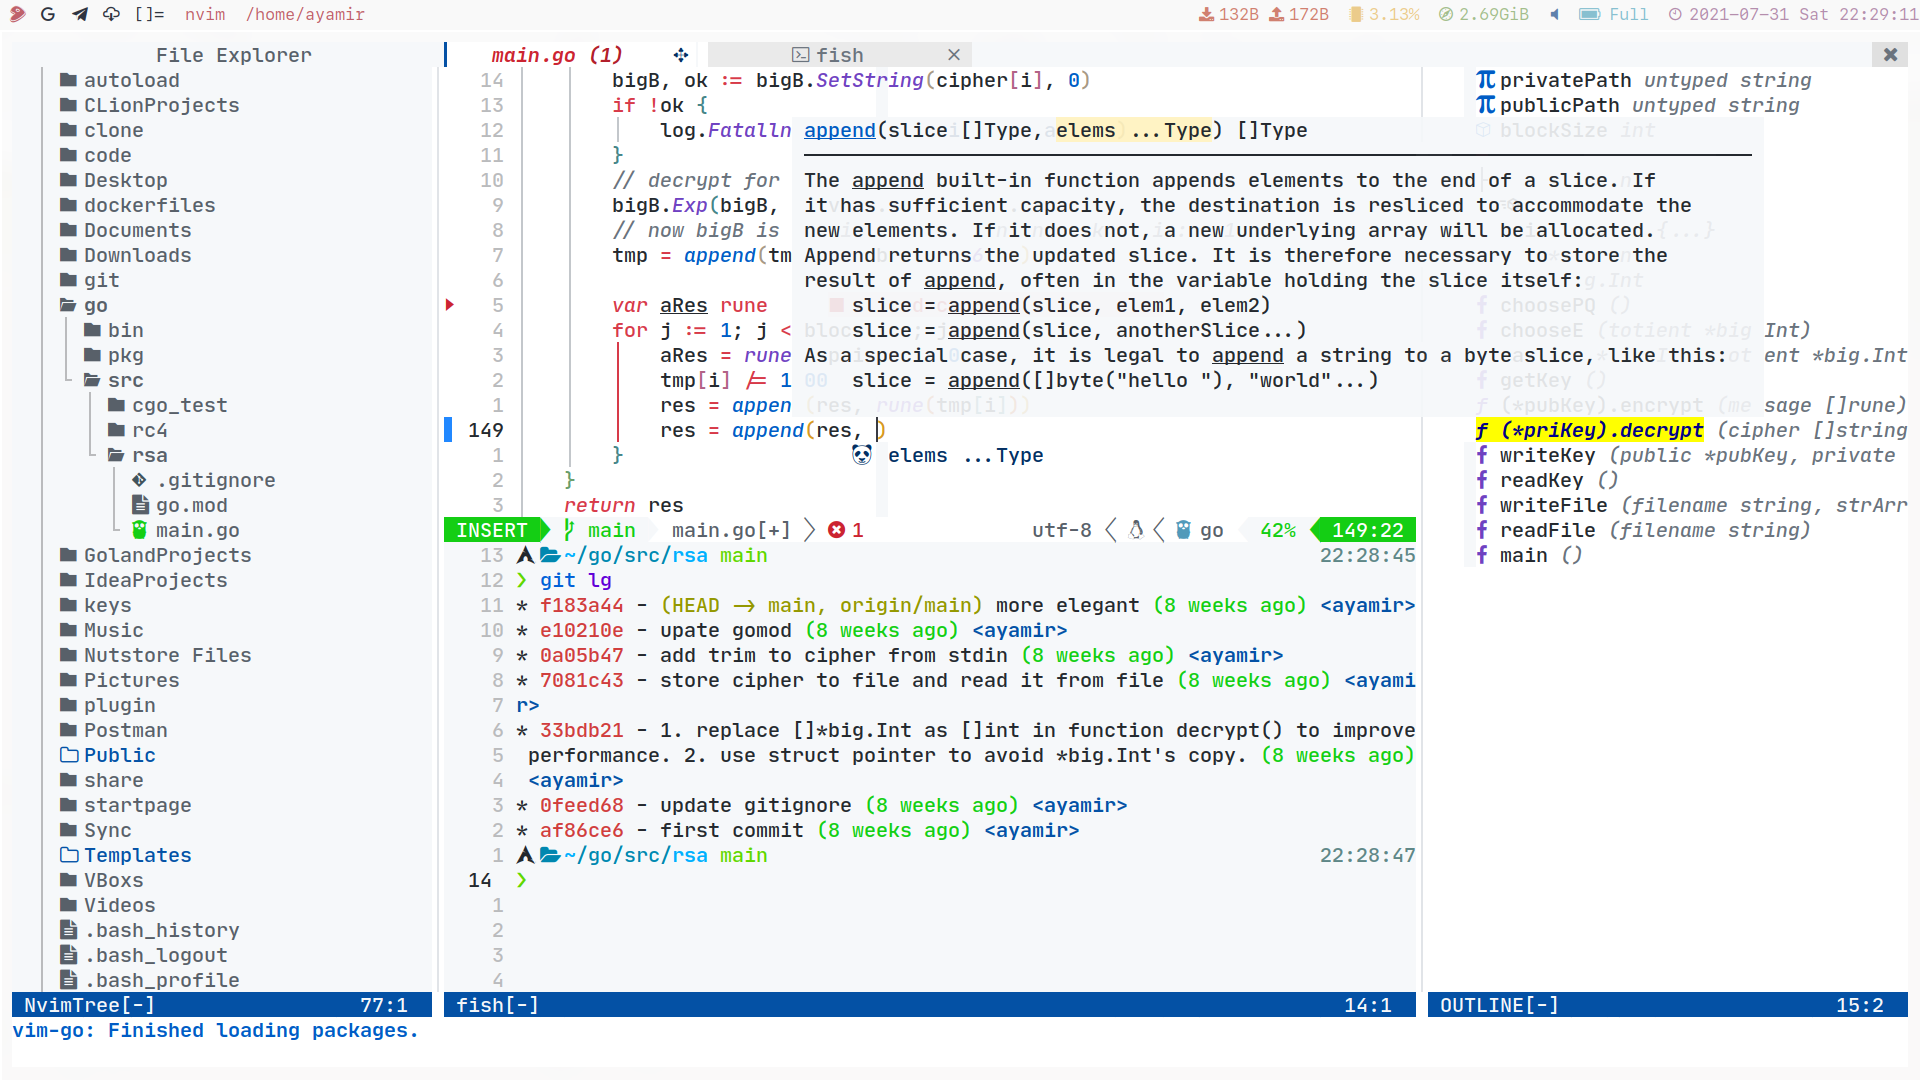 []= nvim /home/ayamir 132B 172B 3.13% 2.69GiB Full 2021-07-31 Sat 22:29:11
File Explorer
autoload
CLionProjects
clone
code
Desktop
dockerfiles
Documents
Downloads
git
go
bin
pkg
src
cgo_test
rc4
rsa
.gitignore
go.mod
main.go
GolandProjects
IdeaProjects
keys
Music
Nutstore Files
Pictures
plugin
Postman
Public
share
startpage
Sync
Templates
VBoxs
Videos
.bash_history
.bash_logout
.bash_profile
NvimTree[-] 77:1
main.go (1) fish
14 bigB, ok := bigB.SetString(cipher[i], 0)
13 if !ok {
12 log.Fatalln
11 }
10 // decrypt for
9 bigB.Exp(bigB,
8 // now bigB is
7 tmp = append(tm
6
5 var aRes rune
4 for j := 1; j <
3 aRes = rune
2 tmp[i] /= 1 00
1 res = appen (res, rune(tmp[i]))
149 res = append(res, )
1 }
2 }
3 return res
append(slice []Type, elems ...Type) []Type
The append built-in function appends elements to the end of a slice. If
it has sufficient capacity, the destination is resliced to accommodate the
new elements. If it does not, a new underlying array will be allocated.
Append returns the updated slice. It is therefore necessary to store the
result of append, often in the variable holding the slice itself:
slice = append(slice, elem1, elem2)
slice = append(slice, anotherSlice...)
As a special case, it is legal to append a string to a byte slice, like this:
slice = append([]byte("hello "), "world"...)
elems ...Type
INSERT main main.go[+] 1 utf-8 go 42% 149:22
13 ~/go/src/rsa main 22:28:45
12 ❯ git lg
11 * f183a44 - (HEAD -> main, origin/main) more elegant (8 weeks ago) <ayamir>
10 * e10210e - upate gomod (8 weeks ago) <ayamir>
9 * 0a05b47 - add trim to cipher from stdin (8 weeks ago) <ayamir>
8 * 7081c43 - store cipher to file and read it from file (8 weeks ago) <ayami
7 r>
6 * 33bdb21 - 1. replace []*big.Int as []int in function decrypt() to improve
5 performance. 2. use struct pointer to avoid *big.Int's copy. (8 weeks ago)
4 <ayamir>
3 * 0feed68 - update gitignore (8 weeks ago) <ayamir>
2 * af86ce6 - first commit (8 weeks ago) <ayamir>
1 ~/go/src/rsa main 22:28:47
14 ❯
1
2
3
4
fish[-] 14:1
privatePath untyped string
publicPath untyped string
blockSize int
choosePQ ()
chooseE (totient *big Int)
ent *big.Int
getKey ()
f (*pubKey).encrypt (me sage []rune)
f (*priKey).decrypt (cipher []string
f writeKey (public *pubKey, private
f readKey ()
f writeFile (filename string, strArr
f readFile (filename string)
f main ()
OUTLINE[-] 15:2
vim-go: Finished loading packages.